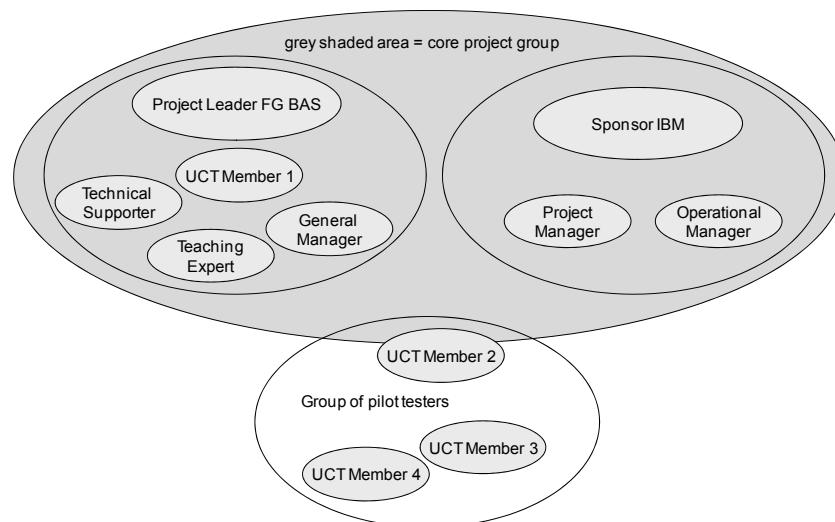 grey shaded area = core project group
Project Leader FG BAS
Sponsor IBM
UCT Member 1
Technical
Supporter
General
Manager
Teaching
Expert
Project
Manager
Operational
Manager
UCT Member 2
Group of pilot testers
UCT Member 3
UCT Member 4